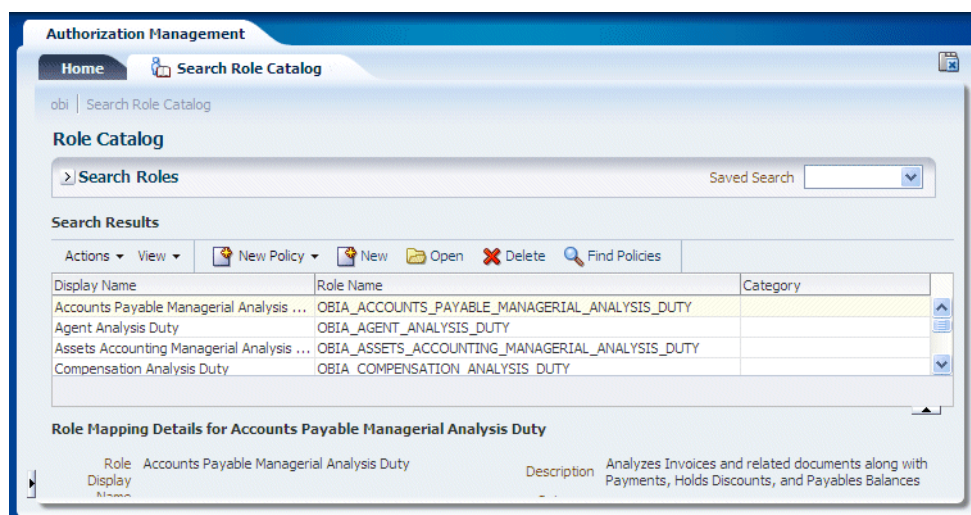 Authorization Management
Home Search Role Catalog
obi | Search Role Catalog
Role Catalog
Search Roles Saved Search
Search Results
Actions View New Policy New Open Delete Find Policies
Display Name Role Name Category
Accounts Payable Managerial Analysis ... OBIA_ACCOUNTS_PAYABLE_MANAGERIAL_ANALYSIS_DUTY
Agent Analysis Duty OBIA_AGENT_ANALYSIS_DUTY
Assets Accounting Managerial Analysis ... OBIA_ASSETS_ACCOUNTING_MANAGERIAL_ANALYSIS_DUTY
Compensation Analysis Duty OBIA_COMPENSATION_ANALYSIS_DUTY
Role Mapping Details for Accounts Payable Managerial Analysis Duty
Role Display Name Accounts Payable Managerial Analysis Duty
Description Analyzes Invoices and related documents along with
Payments, Holds Discounts, and Payables Balances